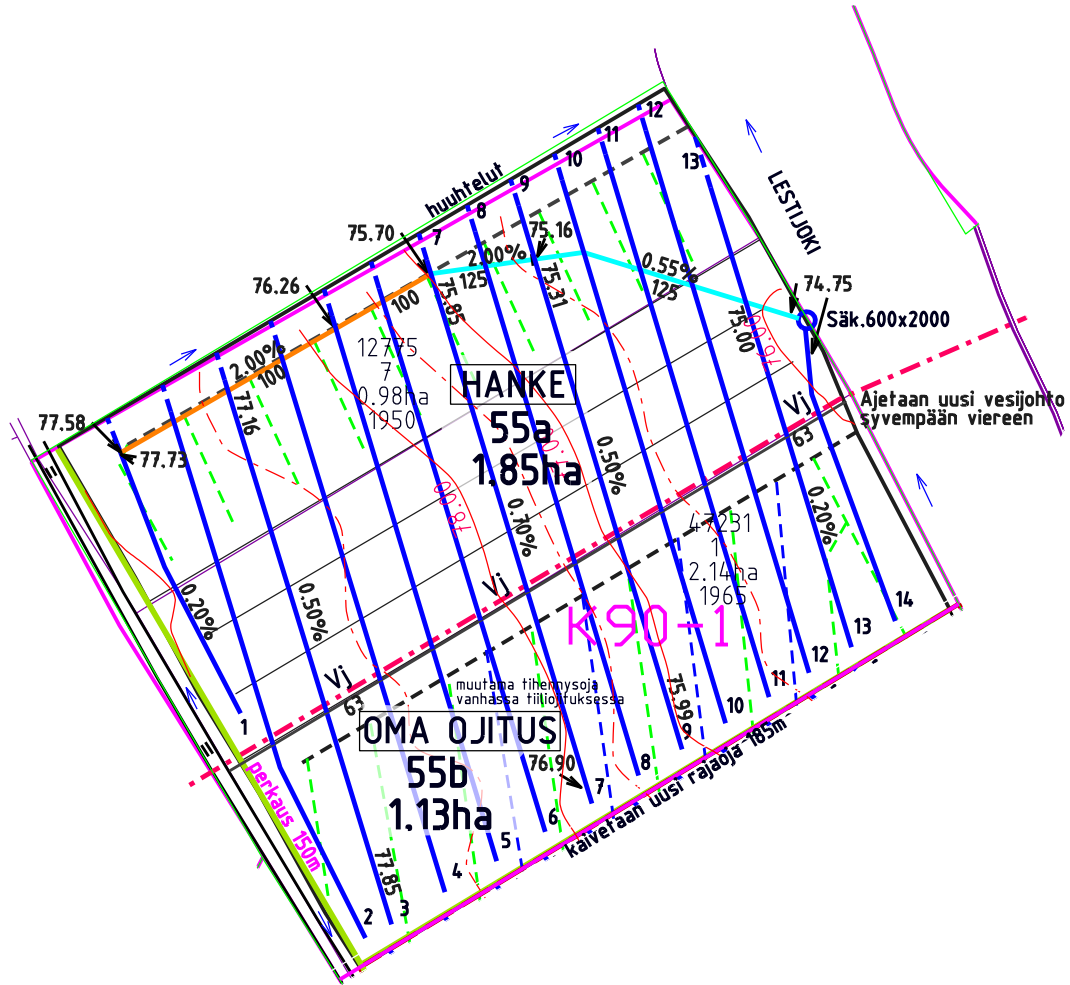 12
11
10
13
9
8
7
huuhtelut
LESTIJOKI
75.70
75.16
2.00%
125
0.55%
125
76.26
100
75.85
75.31
74.75
75.00
76.00
Säk.600x2000
2.00%
100
12775
7
0.98ha
1950
HANKE
55a
1.85ha
77.16
77.58
77.73
Vj
63
Ajetaan uusi vesijohto
syvempään viereen
0.50%
78.00
0.70%
0.20%
47231
1
2.14ha
1965
K90-1
0.20%
0.50%
Vj
Vj
63
14
13
12
11
10
9
8
7
6
5
4
3
2
1
muutama tihennysoja
vanhassa tiiliojituksessa
75.99
OMA OJITUS
55b
1.13ha
76.90
kaivetaan uusi rajaoja 185m
perkaus 150m
77.85